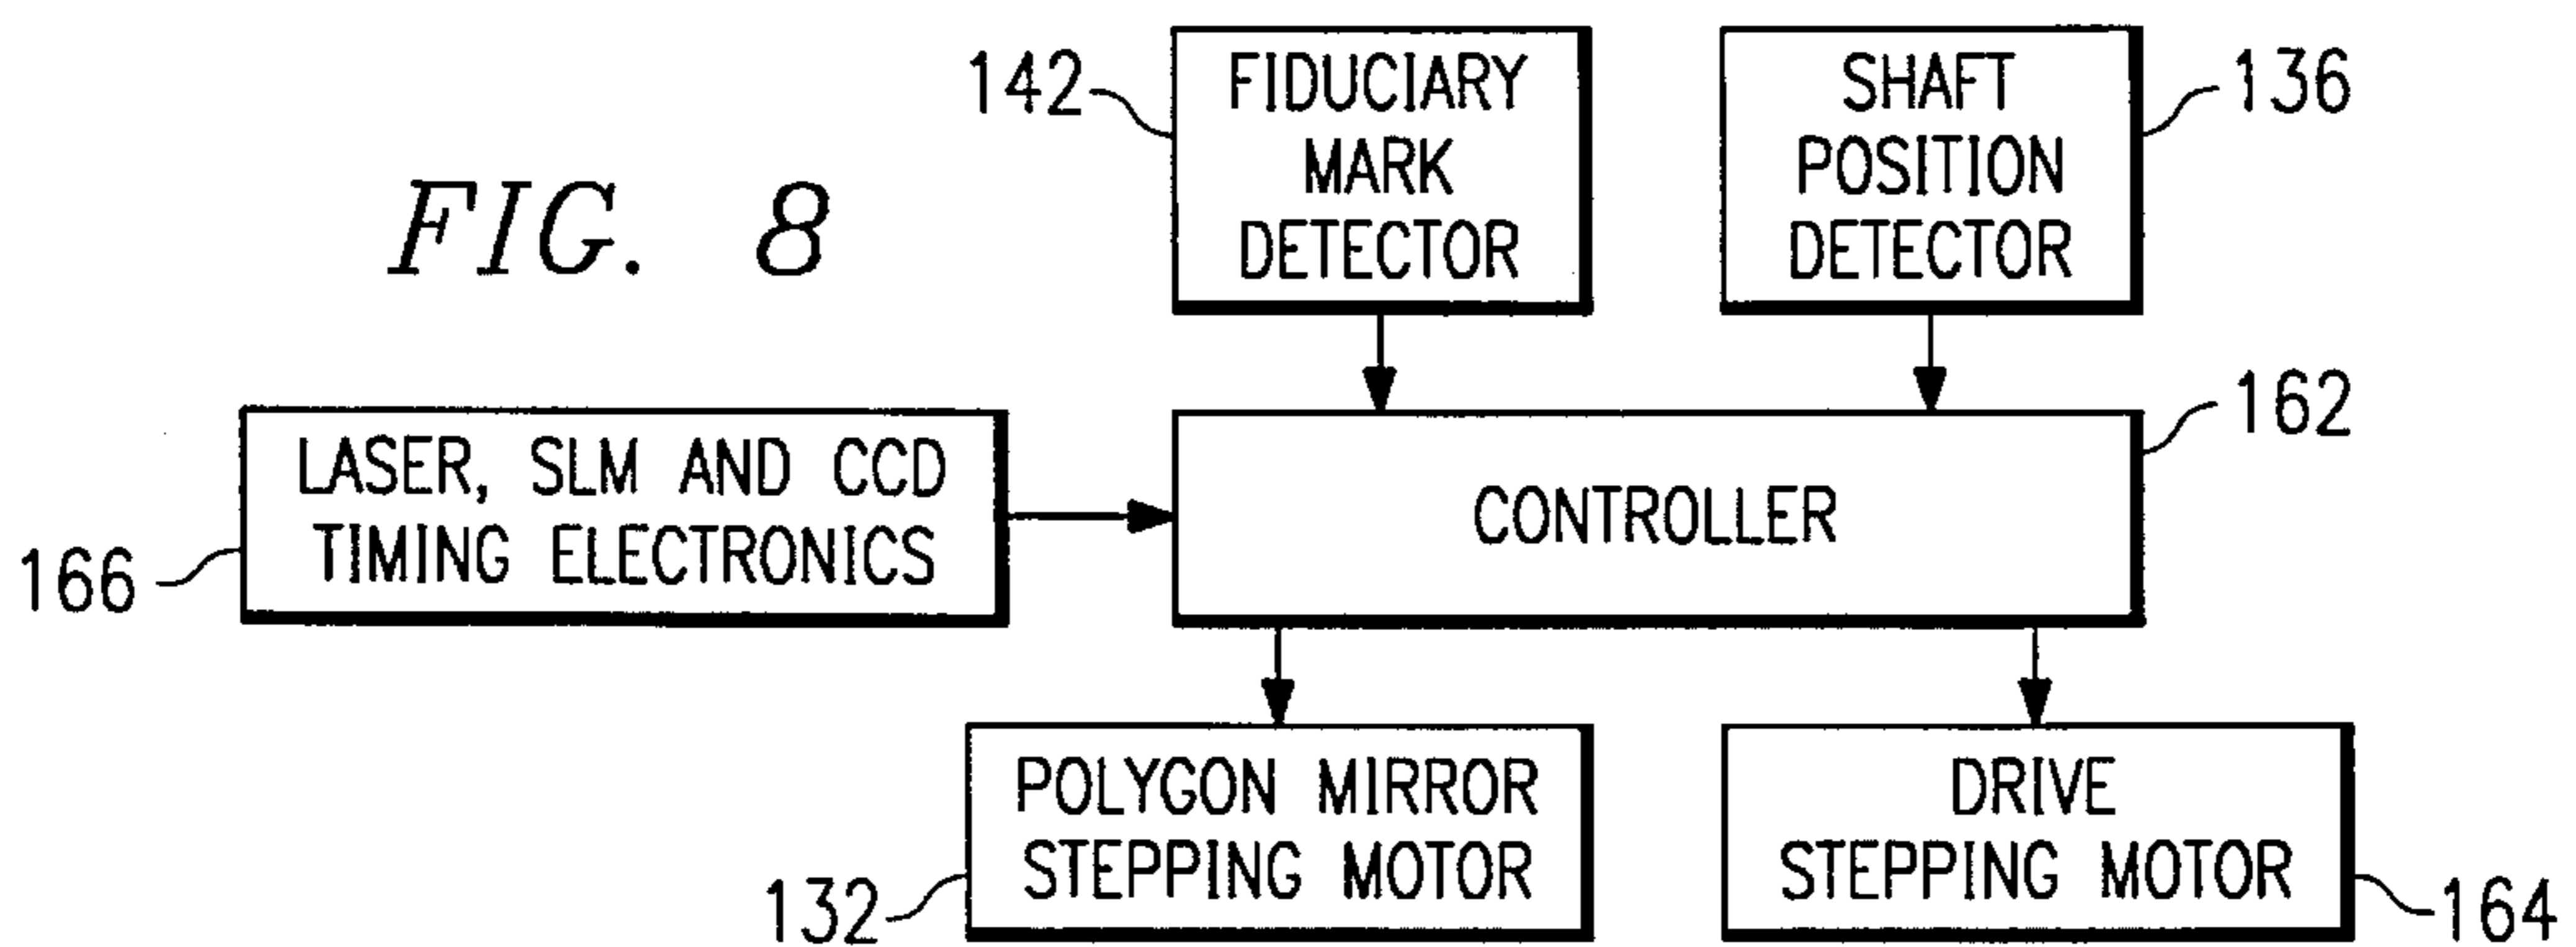 FIG. 8
142
FIDUCIARY
MARK
DETECTOR
SHAFT
POSITION
DETECTOR
136
166
LASER, SLM AND CCD
TIMING ELECTRONICS
CONTROLLER
162
132
POLYGON MIRROR
STEPPING MOTOR
DRIVE
STEPPING MOTOR
164